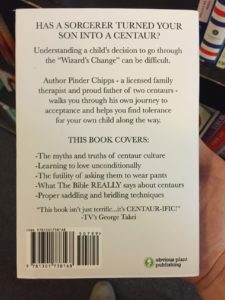 HAS A SORCERER TURNED YOUR
SON INTO A CENTAUR?
Understanding a child's decision to go through
the "Wizard's Change" can be difficult.
Author Pinder Chipps - a licensed family
therapist and proud father of two centaurs -
walks you through his own journey to
acceptance and helps you find tolerance
for your own child along the way.
THIS BOOK COVERS:
-The myths and truths of centaur culture
-Learning to love unconditionally
-The futility of asking them to wear pants
-What The Bible REALLY says about centaurs
-Proper saddling and bridling techniques
"This book isn't just terrific...it's CENTAUR-IFIC!"
-TV's George Takei
obvious plant
publishing